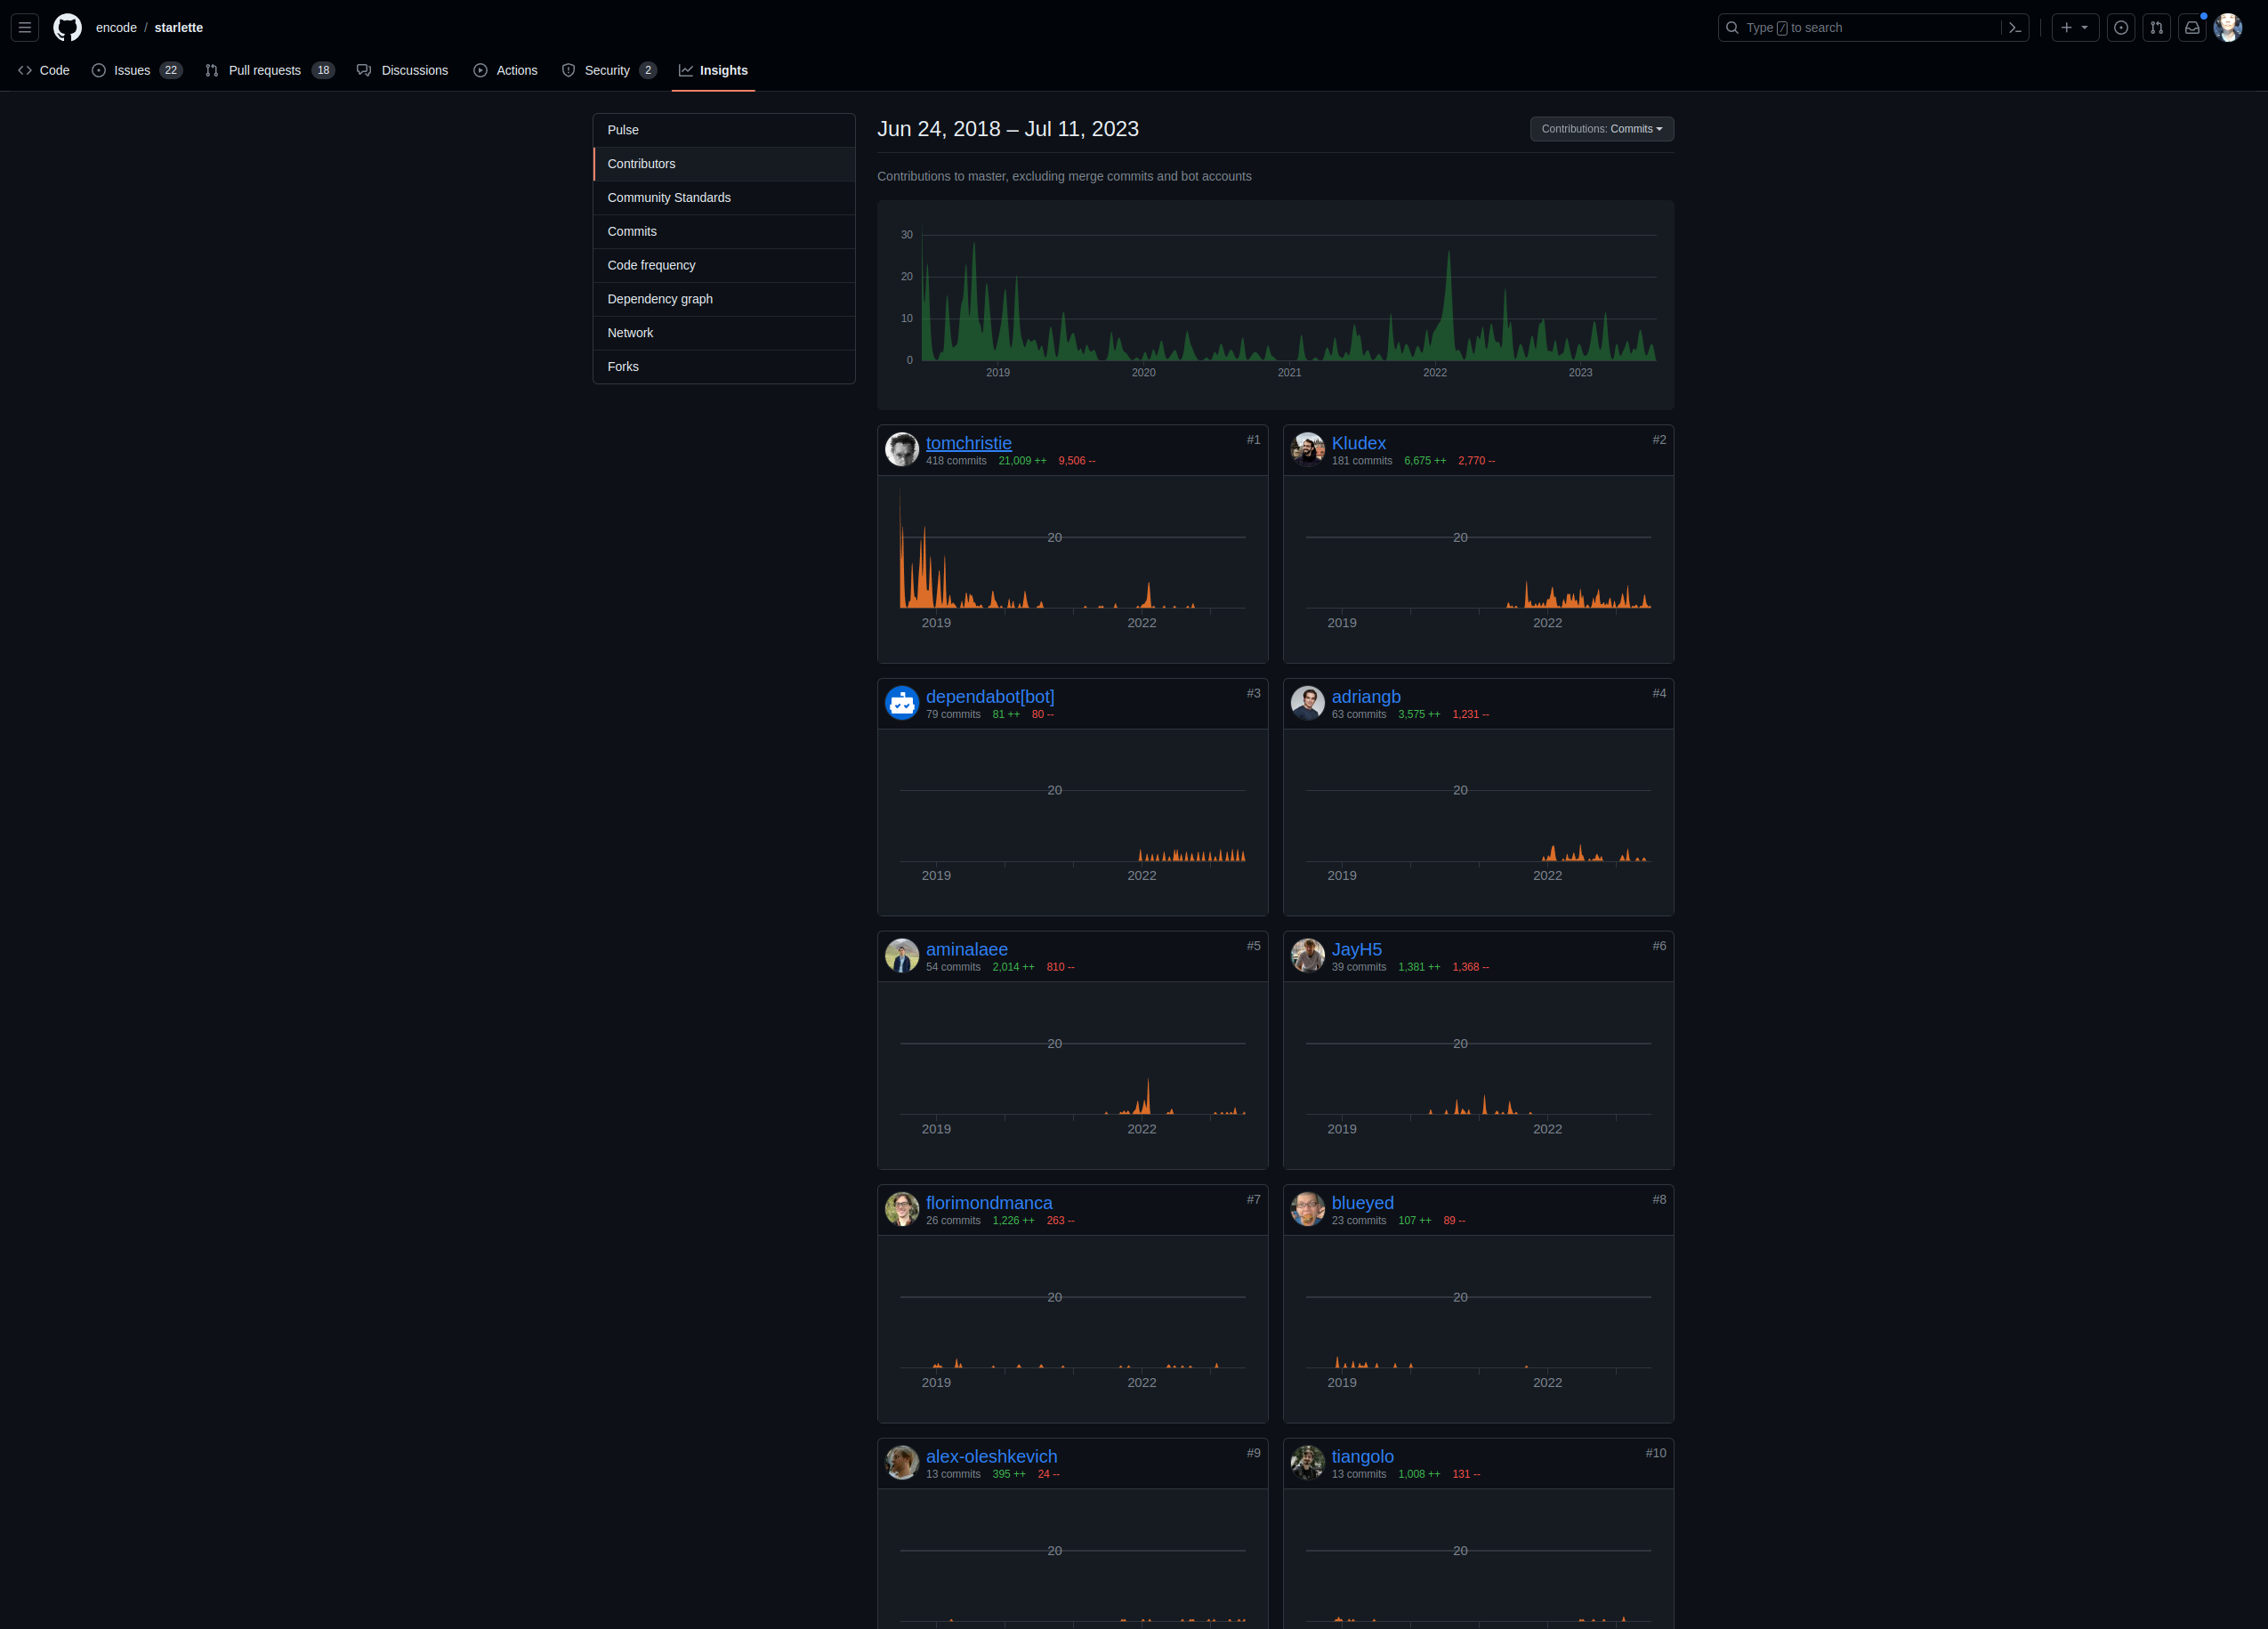 encode / starlette
Type / to search
Code
Issues 22
Pull requests 18
Discussions
Actions
Security 2
Insights
Pulse
Contributors
Community Standards
Commits
Code frequency
Dependency graph
Network
Forks
Jun 24, 2018 – Jul 11, 2023
Contributions: Commits
Contributions to master, excluding merge commits and bot accounts
30
20
10
0
2019 2020 2021 2022 2023
tomchristie #1
418 commits 21,009 ++ 9,506 --
20
2019 2022
Kludex #2
181 commits 6,675 ++ 2,770 --
20
2019 2022
dependabot[bot] #3
79 commits 81 ++ 80 --
20
2019 2022
adriangb #4
63 commits 3,575 ++ 1,231 --
20
2019 2022
aminalaee #5
54 commits 2,014 ++ 810 --
20
2019 2022
JayH5 #6
39 commits 1,381 ++ 1,368 --
20
2019 2022
florimondmanca #7
26 commits 1,226 ++ 263 --
20
2019 2022
blueyed #8
23 commits 107 ++ 89 --
20
2019 2022
alex-oleshkevich #9
13 commits 395 ++ 24 --
20
tiangolo #10
13 commits 1,008 ++ 131 --
20